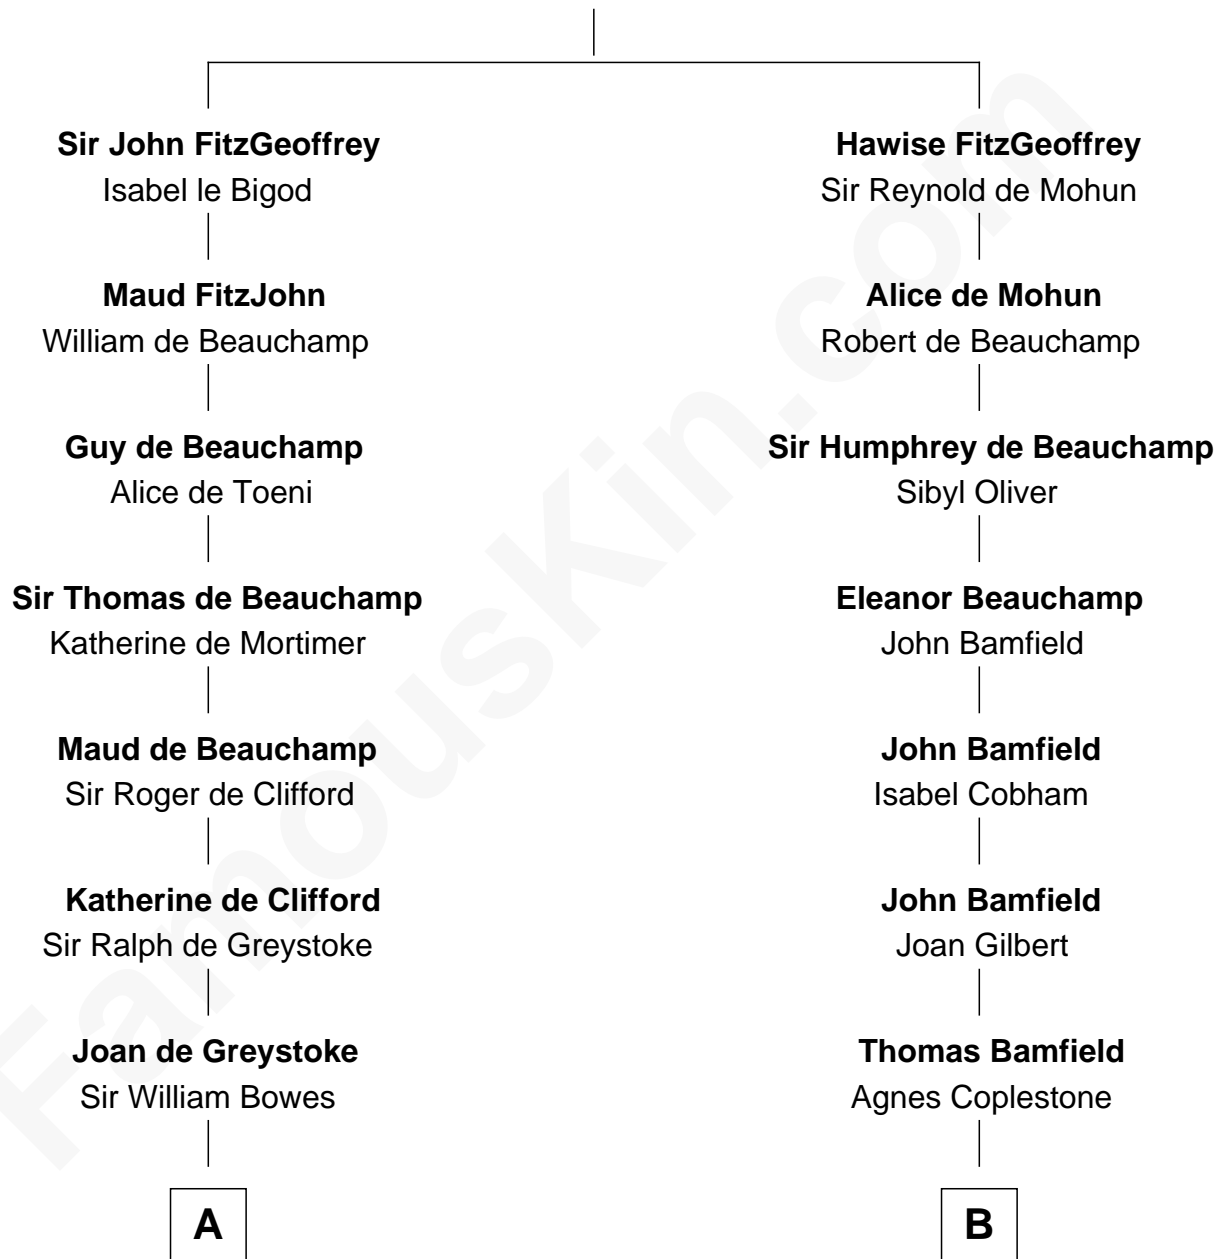 Sir John FitzGeoffrey
Isabel le Bigod
Maud FitzJohn
William de Beauchamp
Guy de Beauchamp
Alice de Toeni
Sir Thomas de Beauchamp
Katherine de Mortimer
Maud de Beauchamp
Sir Roger de Clifford
Katherine de Clifford
Sir Ralph de Greystoke
Joan de Greystoke
Sir William Bowes
A
Hawise FitzGeoffrey
Sir Reynold de Mohun
Alice de Mohun
Robert de Beauchamp
Sir Humphrey de Beauchamp
Sibyl Oliver
Eleanor Beauchamp
John Bamfield
John Bamfield
Isabel Cobham
John Bamfield
Joan Gilbert
Thomas Bamfield
Agnes Coplestone
B
FamousKin.com